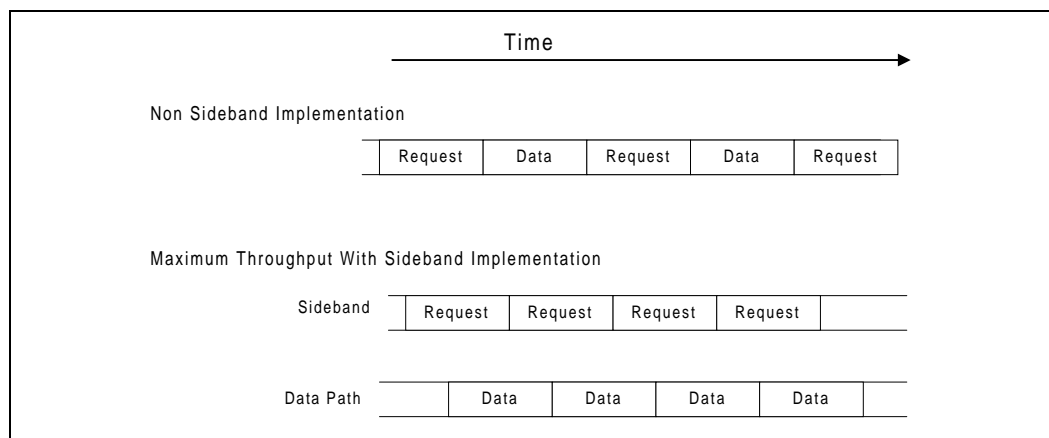 Time
Non Sideband Implementation
Request Data Request Data Request
Maximum Throughput With Sideband Implementation
Sideband Request Request Request Request
Data Path Data Data Data Data